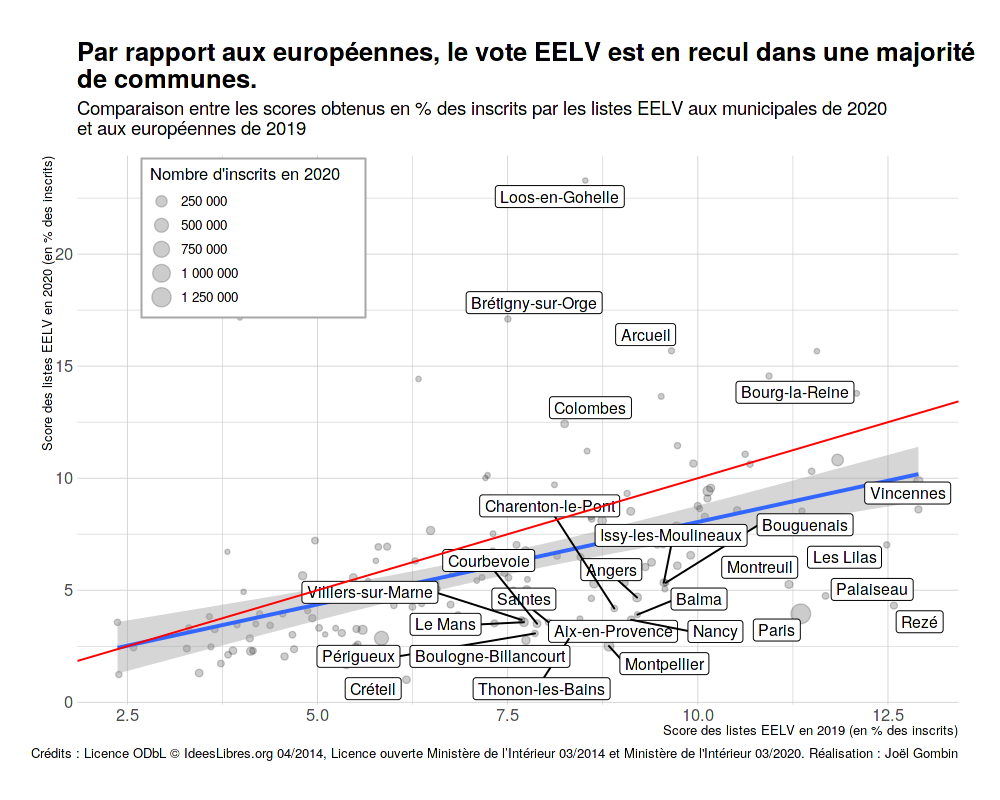 Par rapport aux européennes, le vote EELV est en recul dans une majorité
de communes.
Comparaison entre les scores obtenus en % des inscrits par les listes EELV aux municipales de 2020
et aux européennes de 2019
Score des listes EELV en 2020 (en % des inscrits)
Nombre d'inscrits en 2020
250 000
500 000
750 000
1 000 000
1 250 000
20
15
10
5
0
Loos-en-Gohelle
Brétigny-sur-Orge
Arcueil
Bourg-la-Reine
Colombes
Vincennes
Charenton-le-Pont
Bouguenais
Issy-les-Moulineaux
Les Lilas
Courbevoie
Montreuil
Angers
Villiers-sur-Marne
Palaiseau
Saintes
Balma
Le Mans
Rezé
Aix-en-Provence
Nancy
Paris
Périgueux
Boulogne-Billancourt
Montpellier
Créteil
Thonon-les-Bains
2.5
5.0
7.5
10.0
12.5
Score des listes EELV en 2019 (en % des inscrits)
Crédits : Licence ODbL © IdeesLibres.org 04/2014, Licence ouverte Ministère de l'Intérieur 03/2014 et Ministère de l'Intérieur 03/2020. Réalisation : Joël Gombin